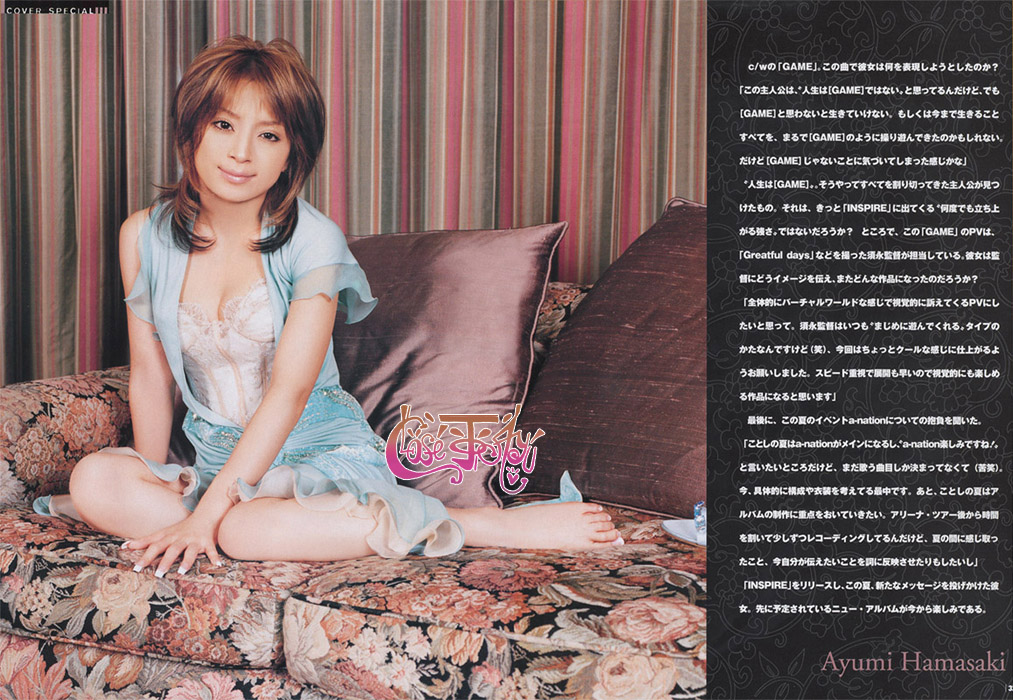 COVER SPECIAL
c/wの「GAME」。この曲で彼女は何を表現しようとしたのか？
「この主人公は、“人生は[GAME]ではない”と思ってるんだけど、でも
[GAME]と思わないと生きていけない。もしくは今まで生きること
すべてを、まるで[GAME]のように操り遊んできたのかもしれない。
だけど[GAME]じゃないことに気づいてしまった感じかな」
“人生は[GAME]”。そうやってすべてを割り切ってきた主人公が見つ
けたもの。それは、きっと「INSPIRE」に出てくる“何度でも立ち上
がる強さ”ではないだろうか？　ところで、この「GAME」のPVは、
「Greatful days」などを撮った須永監督が担当している。彼女は監
督にどうイメージを伝え、またどんな作品になったのだろうか？
「全体的にバーチャルワールドな感じで視覚的に訴えてくるPVにし
たいと思って。須永監督はいつも“まじめに遊んでくれる”タイプの
かたなんですけど（笑）、今回はちょっとクールな感じに仕上がるよ
うお願いしました。スピード重視で展開も早いので視覚的にも楽しめ
る作品になると思います」
最後に、この夏のイベントa-nationについての抱負を聞いた。
「ことしの夏はa-nationがメインになるし、“a-nation楽しみですね！”
と言いたいところだけど、まだ歌う曲目しか決まってなくて（苦笑）。
今、具体的に構成や衣装を考えてる最中です。あと、ことしの夏はア
ルバムの制作に重点をおいていきたい。アリーナ・ツアー後から時間
を割いて少しずつレコーディングしてるんだけど、夏の間に感じ取っ
たこと、今自分が伝えたいことを詞に反映させたりもしたいし」
「INSPIRE」をリリースし、この夏、新たなメッセージを投げかけた彼
女。先に予定されているニュー・アルバムが今から楽しみである。
Ayumi Hamasaki